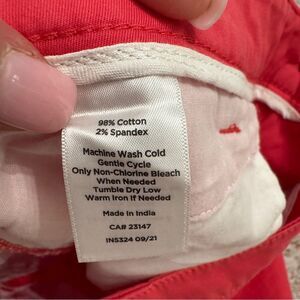 98% Cotton
2% Spandex
Machine Wash Cold
Gentle Cycle
Only Non-Chlorine Bleach
When Needed
Tumble Dry Low
Warm Iron If Needed
Made in India
CA# 23147
IN5324 09/21